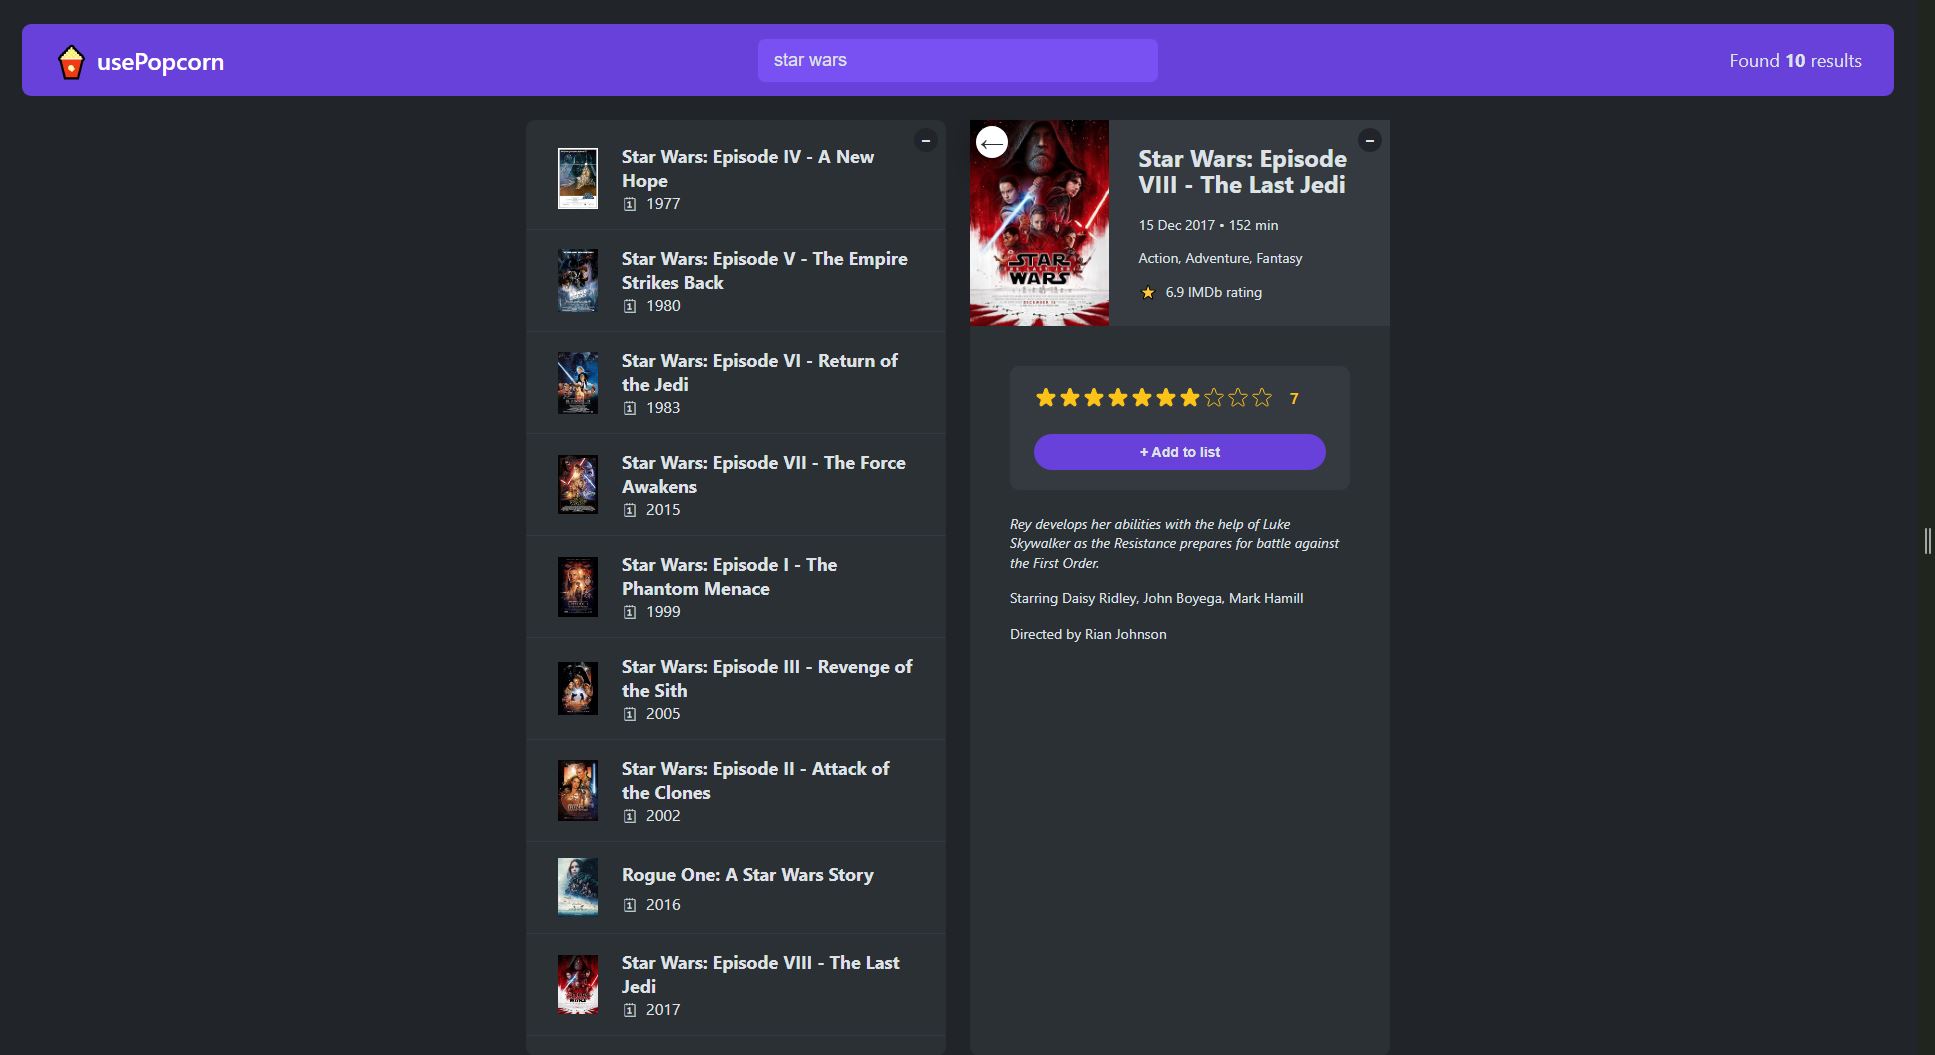 usePopcorn
star wars
Found 10 results
Star Wars: Episode IV - A New
Hope
1977
Star Wars: Episode V - The Empire
Strikes Back
1980
Star Wars: Episode VI - Return of
the Jedi
1983
Star Wars: Episode VII - The Force
Awakens
2015
Star Wars: Episode I - The
Phantom Menace
1999
Star Wars: Episode III - Revenge of
the Sith
2005
Star Wars: Episode II - Attack of
the Clones
2002
Rogue One: A Star Wars Story
2016
Star Wars: Episode VIII - The Last
Jedi
2017
STAR
THE LAST JEDI
WARS
DECEMBER 15
Star Wars: Episode
VIII - The Last Jedi
15 Dec 2017 • 152 min
Action, Adventure, Fantasy
6.9 IMDb rating
7
+ Add to list
Rey develops her abilities with the help of Luke
Skywalker as the Resistance prepares for battle against
the First Order.
Starring Daisy Ridley, John Boyega, Mark Hamill
Directed by Rian Johnson